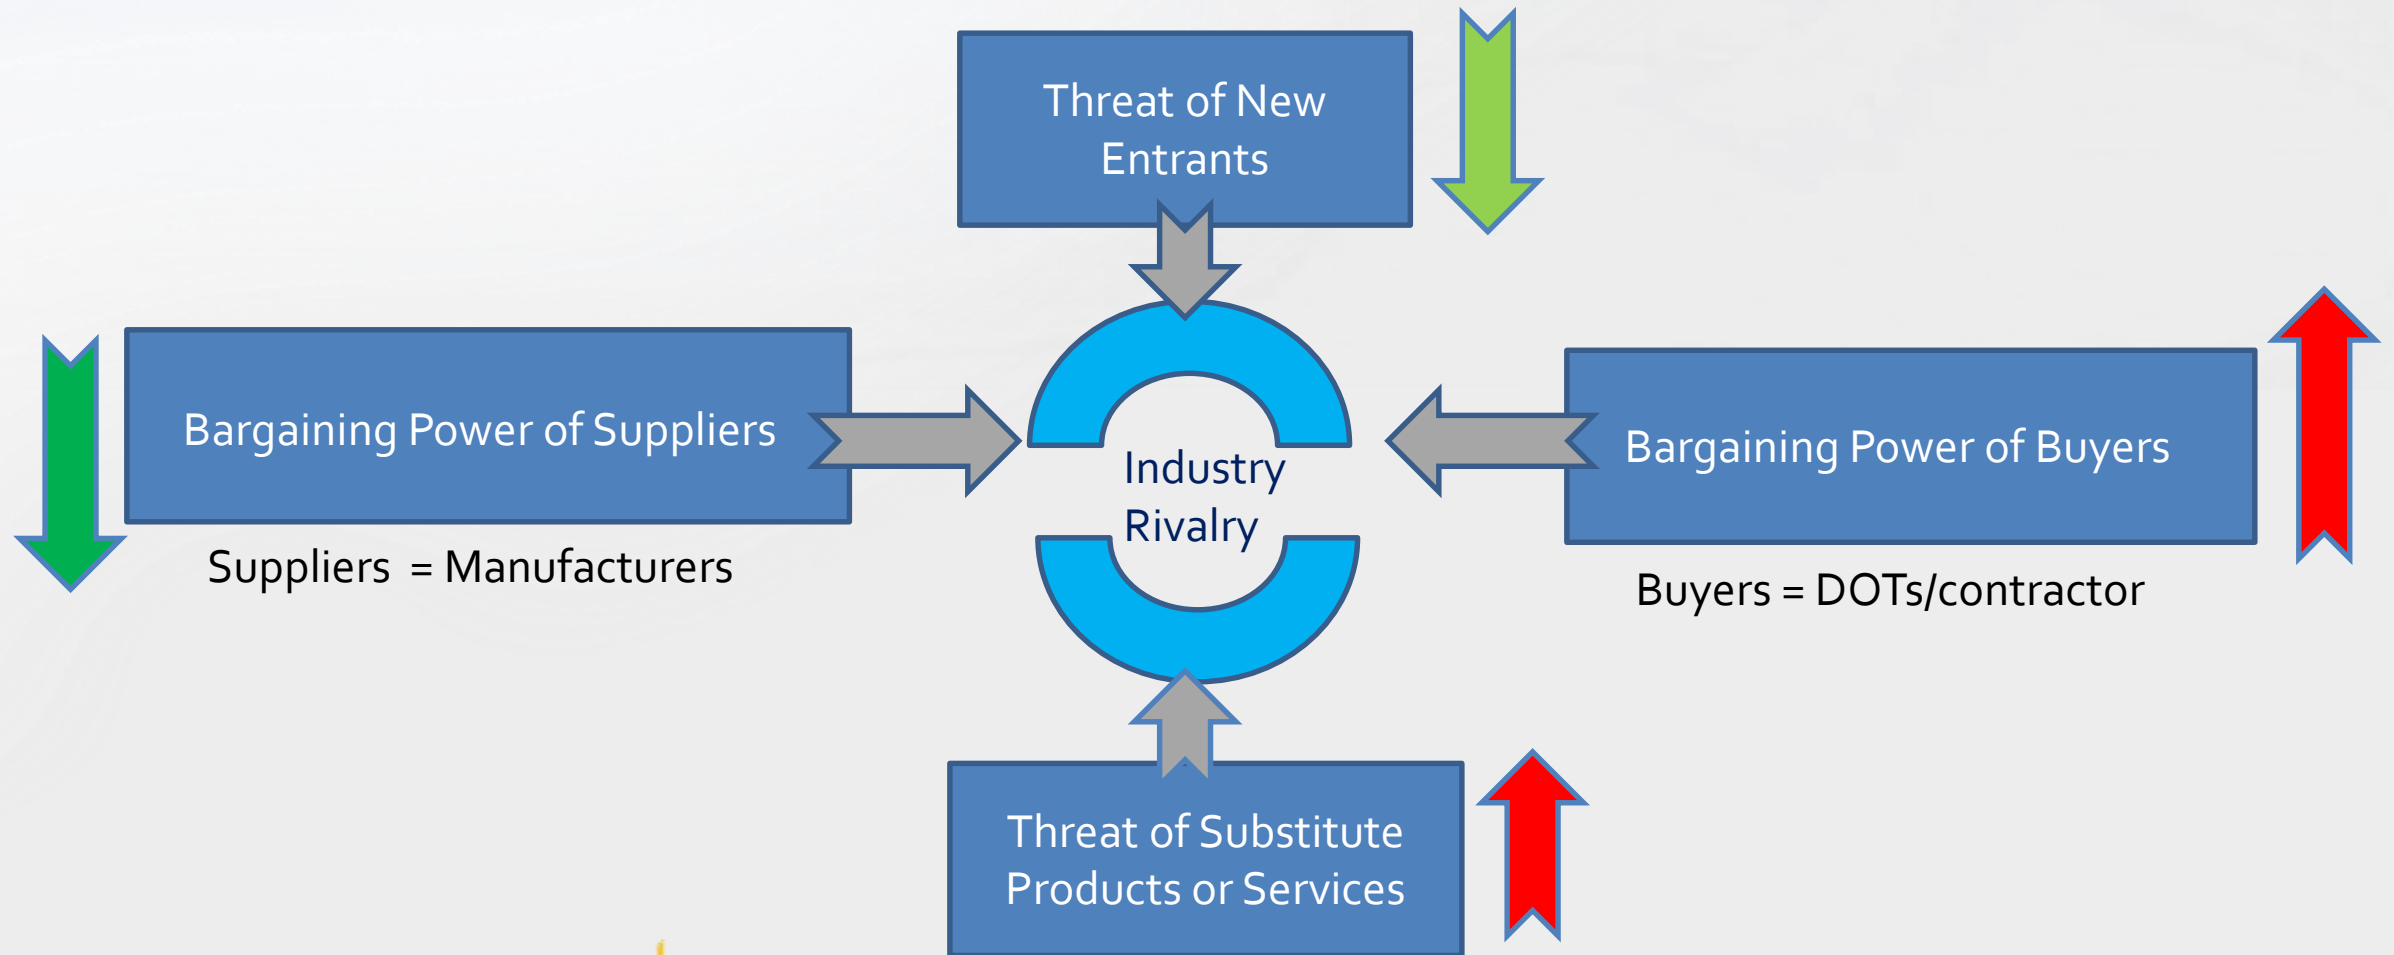 Threat of New
Entrants
Bargaining Power of Suppliers
Suppliers = Manufacturers
Industry
Rivalry
Bargaining Power of Buyers
Buyers = DOTs/contractor
Threat of Substitute
Products or Services